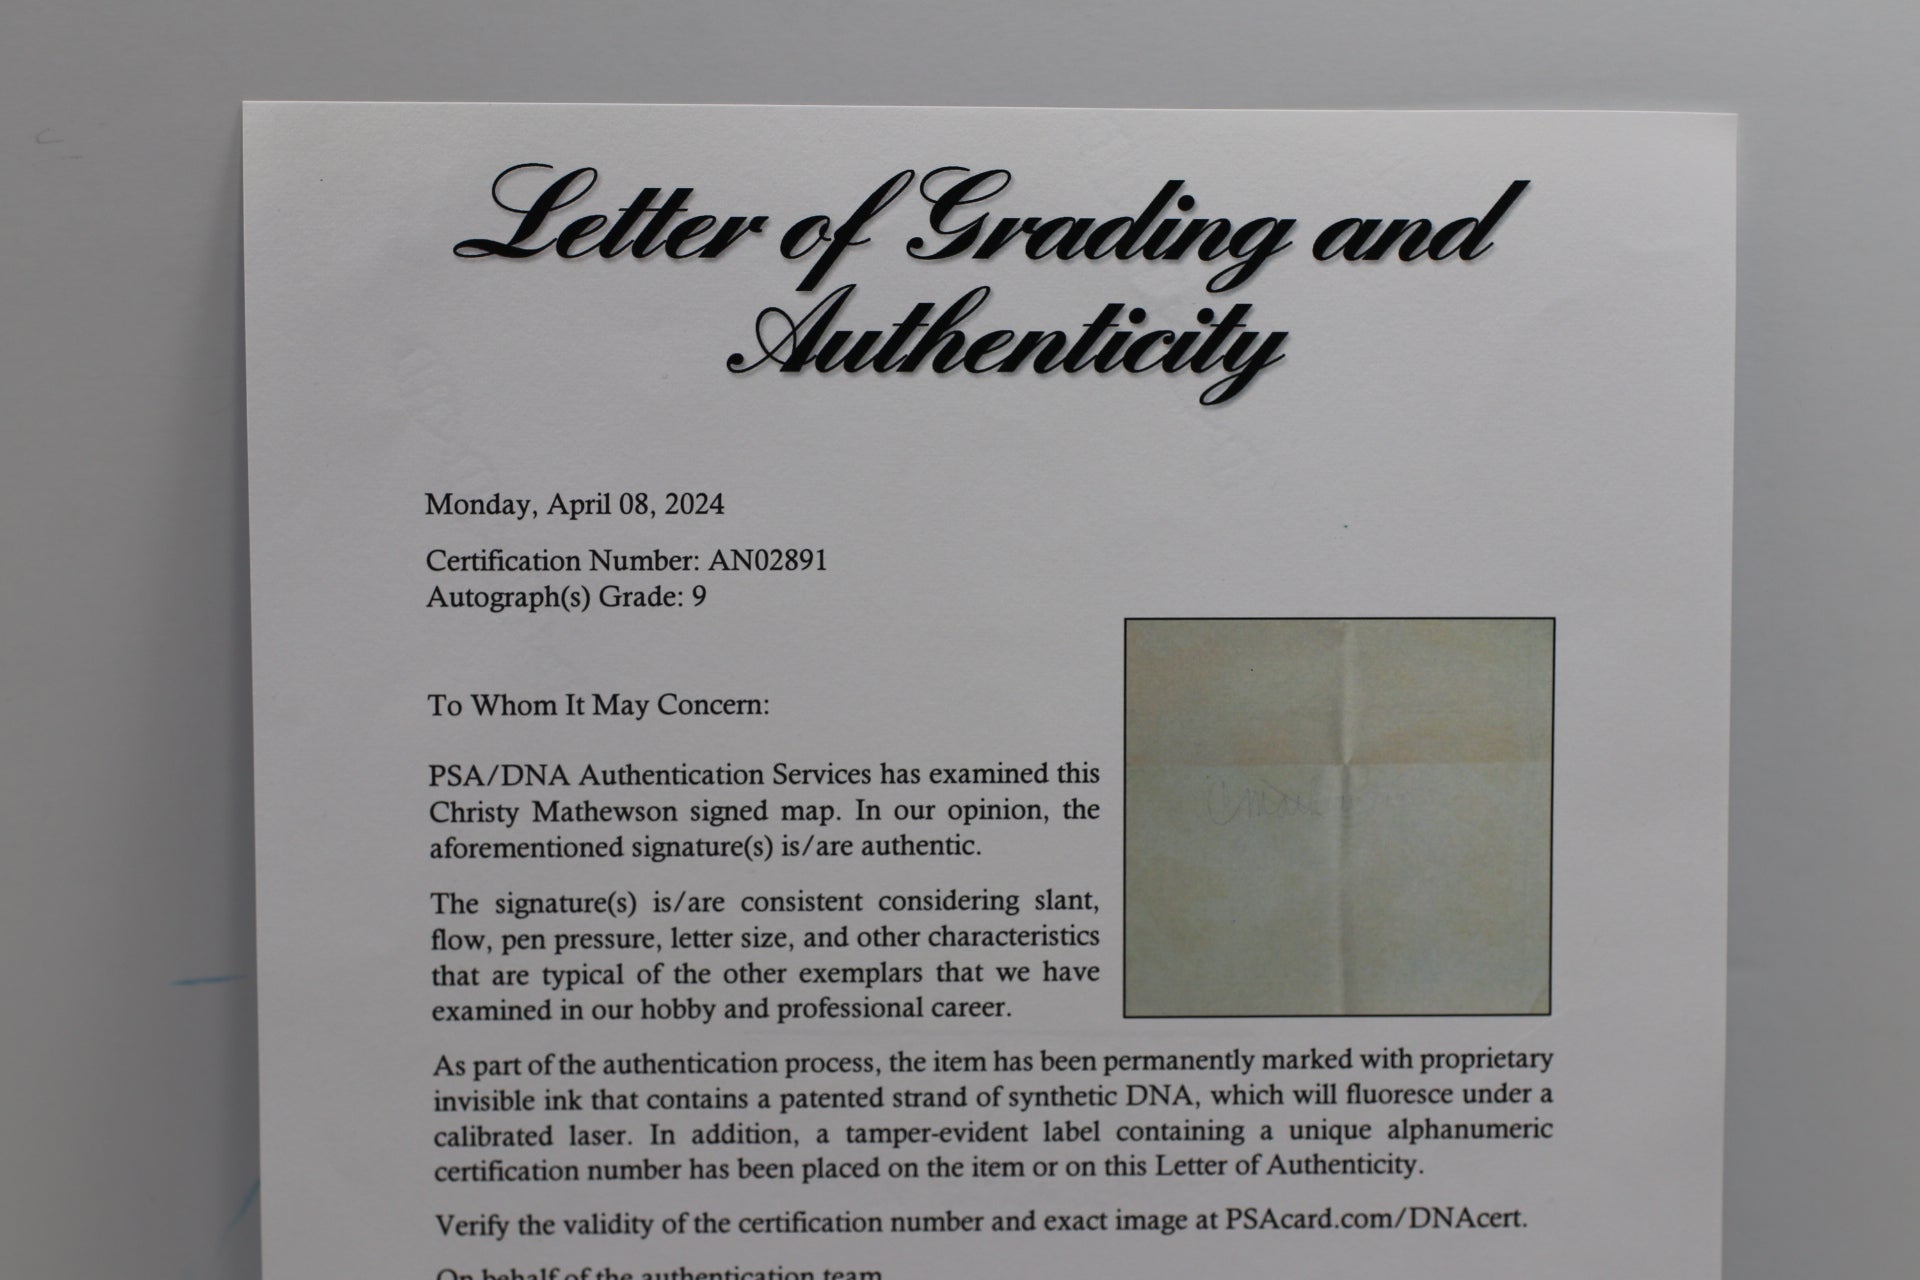 Letter of Grading and
Authenticity
Monday, April 08, 2024
Certification Number: AN02891
Autograph(s) Grade: 9
To Whom It May Concern:
PSA/DNA Authentication Services has examined this
Christy Mathewson signed map. In our opinion, the
aforementioned signature(s) is/are authentic.
The signature(s) is/are consistent considering slant,
flow, pen pressure, letter size, and other characteristics
that are typical of the other exemplars that we have
examined in our hobby and professional career.
As part of the authentication process, the item has been permanently marked with proprietary
invisible ink that contains a patented strand of synthetic DNA, which will fluoresce under a
calibrated laser. In addition, a tamper-evident label containing a unique alphanumeric
certification number has been placed on the item or on this Letter of Authenticity.
Verify the validity of the certification number and exact image at PSAcard.com/DNAcert.
On behalf of the authentication team